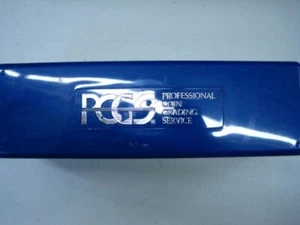 PCGS®
PROFESSIONAL
COIN
GRADING
SERVICE